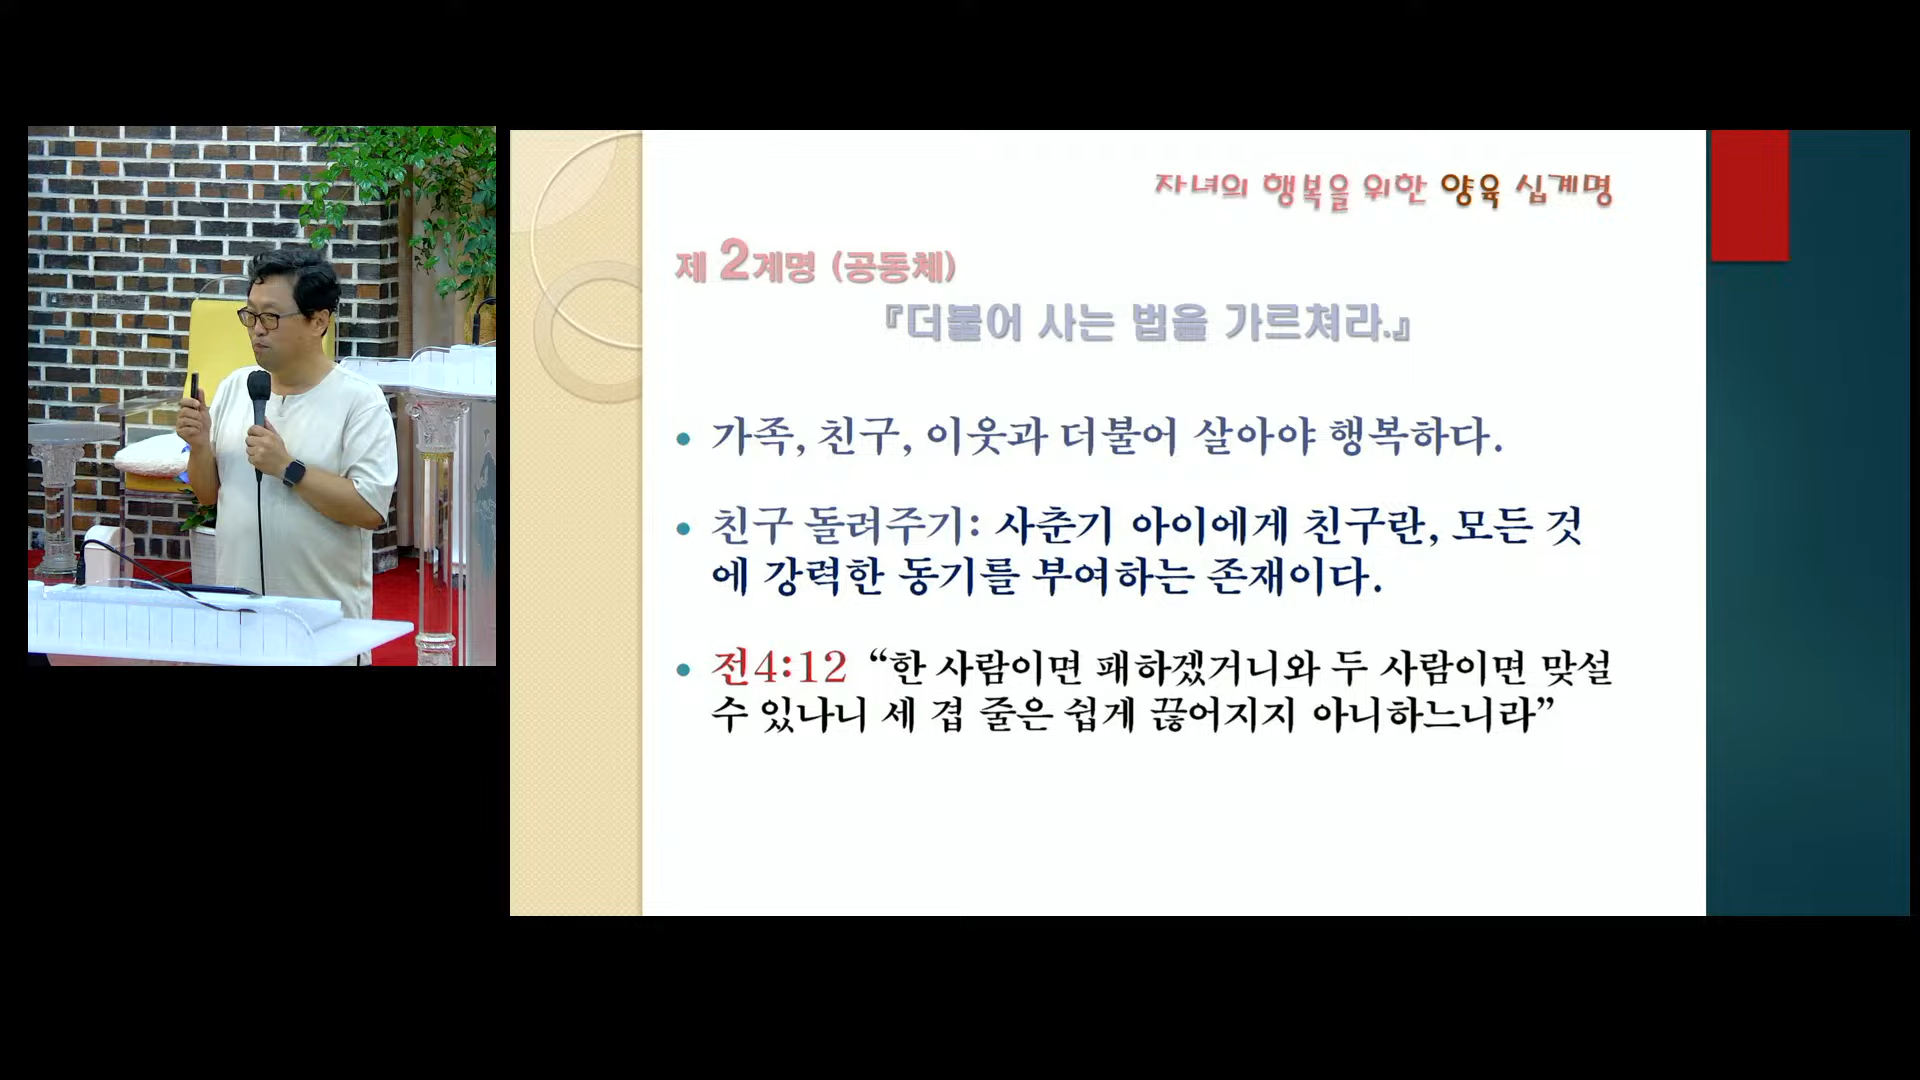 자녀의 행복을 위한 양육 십계명
제 2계명 (공동체)
『더불어 사는 법을 가르쳐라.』
• 가족, 친구, 이웃과 더불어 살아야 행복하다.
• 친구 돌려주기: 사춘기 아이에게 친구란, 모든 것
에 강력한 동기를 부여하는 존재이다.
• 전4:12 “한 사람이면 패하겠거니와 두 사람이면 맞설
수 있나니 세 겹 줄은 쉽게 끊어지지 아니하느니라”